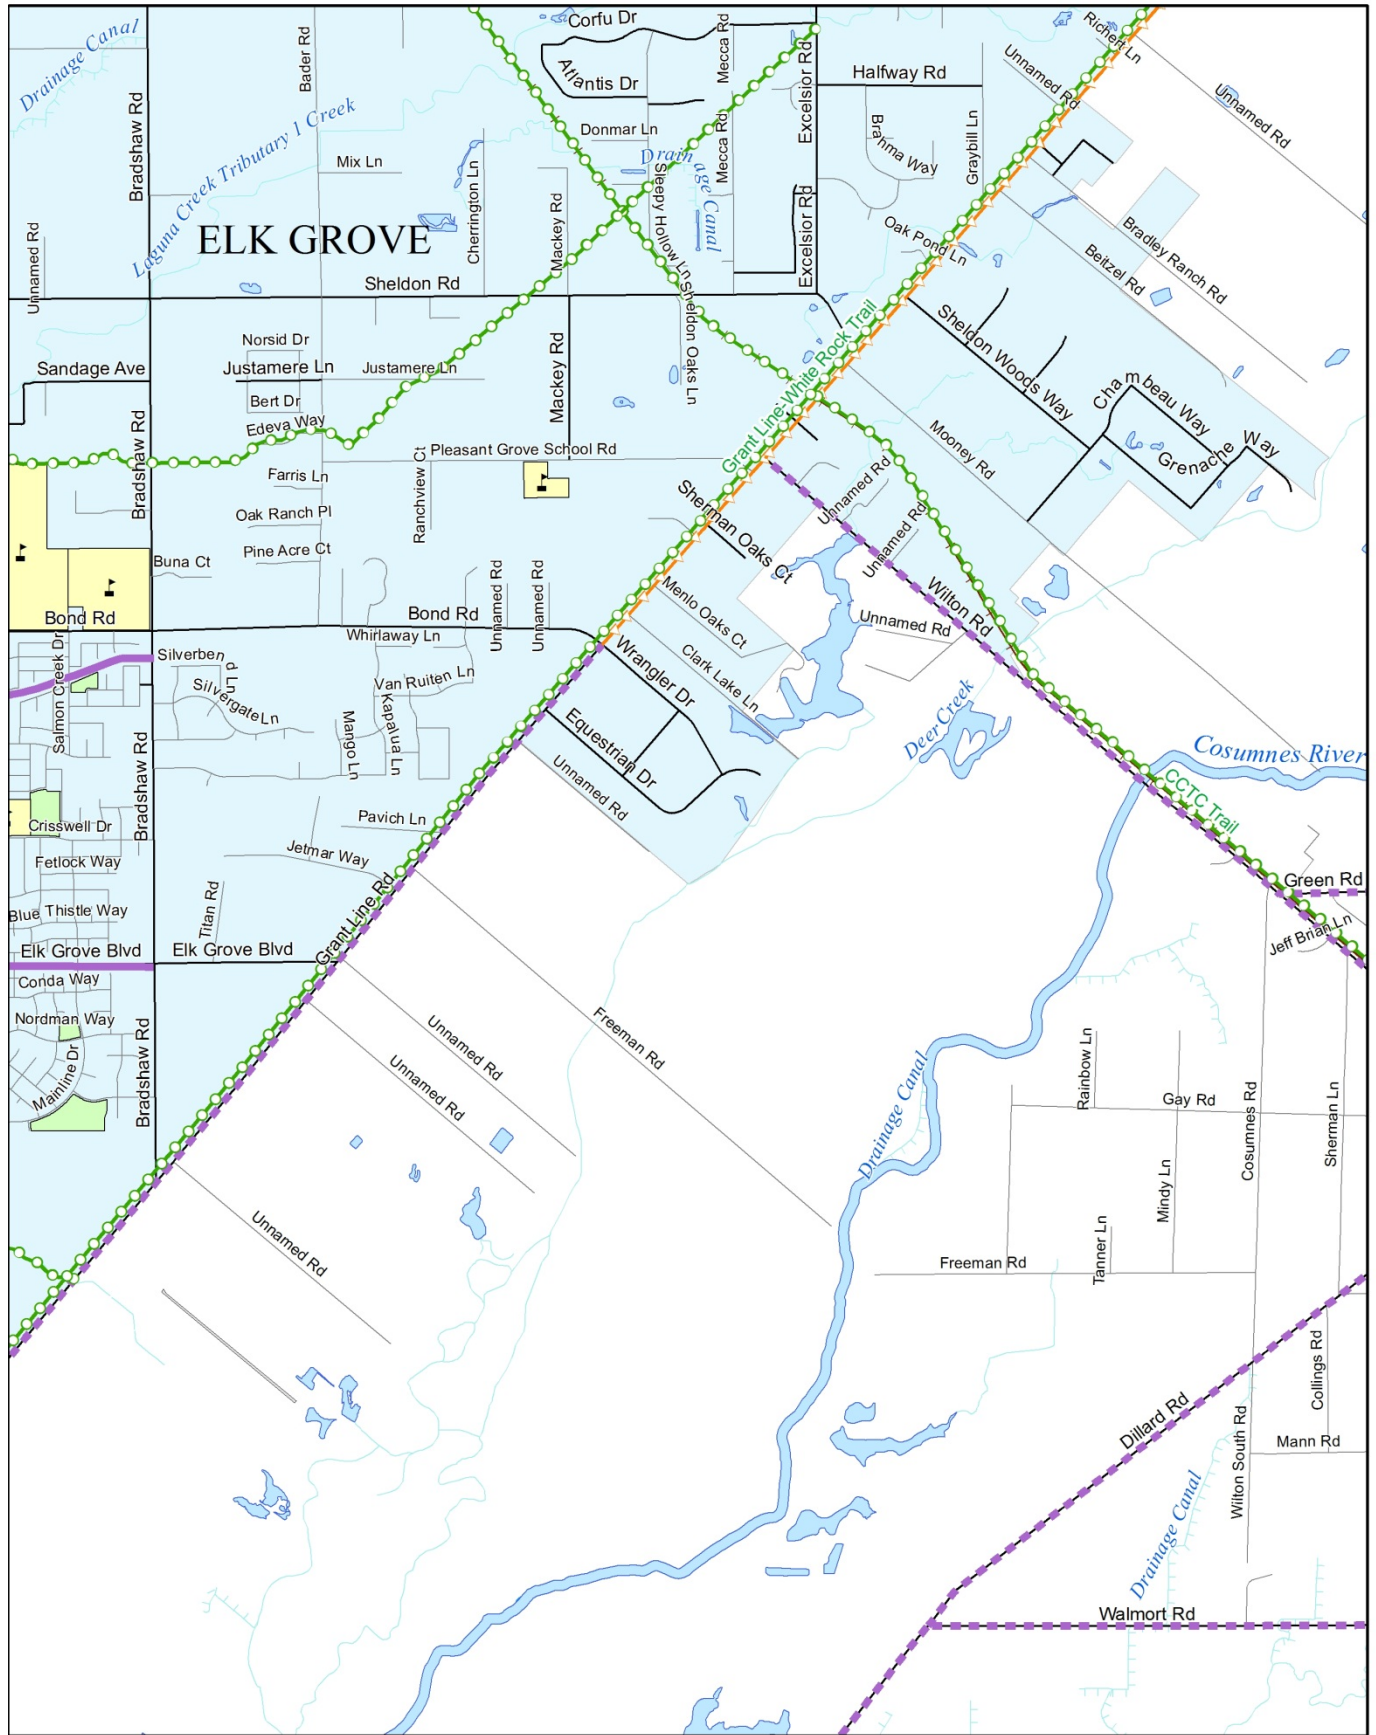 Corfu Dr
Mecca Rd
Richert Ln
Drainage Canal
Bader Rd
Atlantis Dr
Halfway Rd
Unnamed Rd
Unnamed Rd
Excelsior Rd
Bradshaw Rd
Laguna Creek Tributary 1 Creek
Donmar Ln
Mecca Rd
Brahma Way
Graybill Ln
Mix Ln
Drainage Canal
Cherrington Ln
Sleepy Hollow Ln
Mackey Rd
Excelsior Rd
Unnamed Rd
ELK GROVE
Oak Pond Ln
Bradley Ranch Rd
Beitzel Rd
Sheldon Rd
Sheldon Oaks Ln
Grant Line-White Rock Trail
Sheldon Woods Way
Norsid Dr
Sandage Ave
Justamere Ln
Justamere Ln
Mackey Rd
Chambeau Way
Bert Dr
Edeva Way
Bradshaw Rd
Pleasant Grove School Rd
Mooney Rd
Grenache Way
Farris Ln
Ranchview Ct
Unnamed Rd
Sherman Oaks Ct
Oak Ranch Pl
Unnamed Rd
Pine Acre Ct
Buna Ct
Unnamed Rd
Unnamed Rd
Menlo Oaks Ct
Wilton Rd
Bond Rd
Bond Rd
Unnamed Rd
Whirlaway Ln
Wrangler Dr
Clark Lake Ln
Salmon Creek Dr
Silverbend Ln
Silvergate Ln
Van Ruiten Ln
Kapalua Ln
Mango Ln
Equestrian Dr
Deer Creek
Cosumnes River
Bradshaw Rd
Unnamed Rd
CCTC Trail
Crisswell Dr
Pavich Ln
Jetmar Way
Fetlock Way
Green Rd
Titan Rd
Grant Line Rd
Blue Thistle Way
Jeff Brian Ln
Elk Grove Blvd
Elk Grove Blvd
Conda Way
Nordman Way
Bradshaw Rd
Mainline Dr
Unnamed Rd
Freeman Rd
Unnamed Rd
Rainbow Ln
Gay Rd
Cosumnes Rd
Sherman Ln
Drainage Canal
Mindy Ln
Unnamed Rd
Tanner Ln
Freeman Rd
Collings Rd
Dillard Rd
Wilton South Rd
Mann Rd
Drainage Canal
Walmort Rd